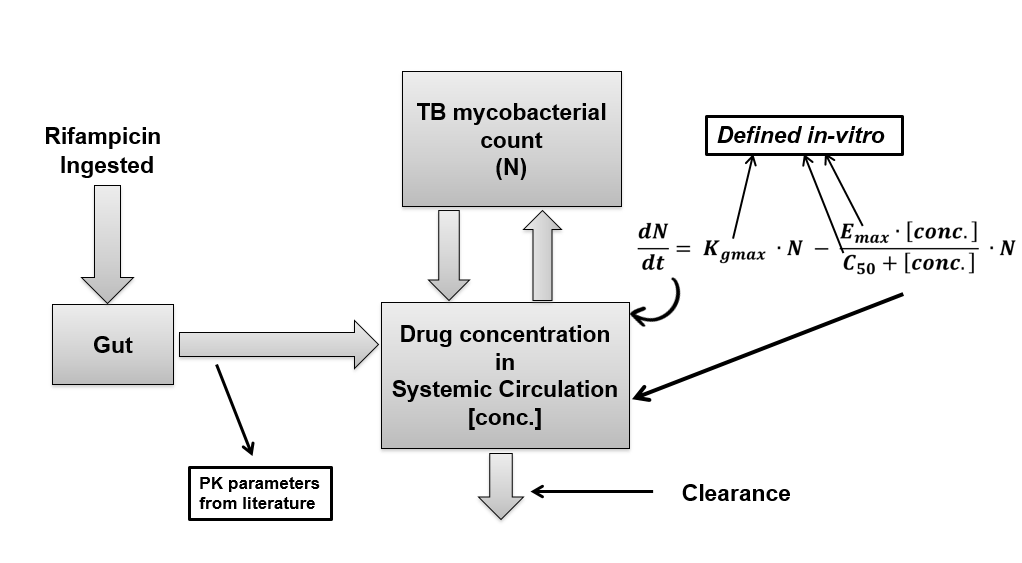 TB mycobacterial
count
(N)
Rifampicin
Ingested
Defined in-vitro
dN/dt = K_gmax · N − (E_max · [conc.])/(C_50 + [conc.]) · N
Gut
Drug concentration
in
Systemic Circulation
[conc.]
PK parameters
from literature
Clearance